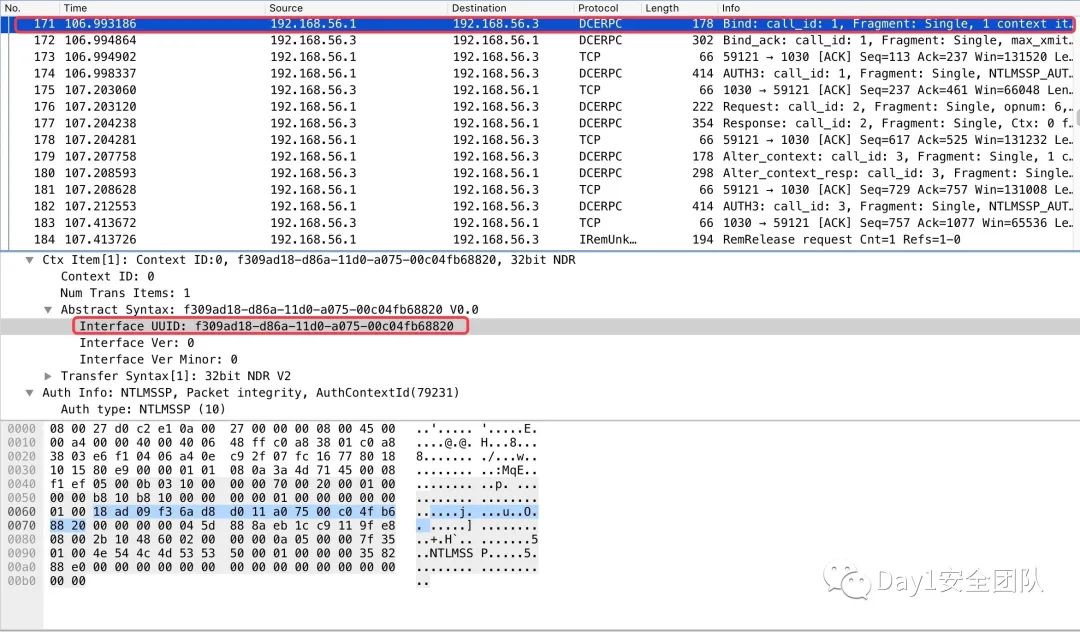 No. Time Source Destination Protocol Length Info
171 106.993186 192.168.56.1 192.168.56.3 DCERPC 178 Bind: call_id: 1, Fragment: Single, 1 context it…
172 106.994864 192.168.56.3 192.168.56.1 DCERPC 302 Bind_ack: call_id: 1, Fragment: Single, max_xmit…
173 106.994902 192.168.56.1 192.168.56.3 TCP 66 59121 → 1030 [ACK] Seq=113 Ack=237 Win=131520 Le…
174 106.998337 192.168.56.1 192.168.56.3 DCERPC 414 AUTH3: call_id: 1, Fragment: Single, NTLMSSP_AUT…
175 107.203060 192.168.56.3 192.168.56.1 TCP 66 1030 → 59121 [ACK] Seq=237 Ack=461 Win=66048 Len…
176 107.203120 192.168.56.1 192.168.56.3 DCERPC 222 Request: call_id: 2, Fragment: Single, opnum: 6,…
177 107.204238 192.168.56.3 192.168.56.1 DCERPC 354 Response: call_id: 2, Fragment: Single, Ctx: 0 f…
178 107.204281 192.168.56.1 192.168.56.3 TCP 66 59121 → 1030 [ACK] Seq=617 Ack=525 Win=131232 Le…
179 107.207758 192.168.56.1 192.168.56.3 DCERPC 178 Alter_context: call_id: 3, Fragment: Single, 1 c…
180 107.208593 192.168.56.3 192.168.56.1 DCERPC 298 Alter_context_resp: call_id: 3, Fragment: Single…
181 107.208628 192.168.56.1 192.168.56.3 TCP 66 59121 → 1030 [ACK] Seq=729 Ack=757 Win=131008 Le…
182 107.212553 192.168.56.1 192.168.56.3 DCERPC 414 AUTH3: call_id: 3, Fragment: Single, NTLMSSP_AUT…
183 107.413672 192.168.56.3 192.168.56.1 TCP 66 1030 → 59121 [ACK] Seq=757 Ack=1077 Win=65536 Le…
184 107.413726 192.168.56.1 192.168.56.3 IRemUnk… 194 RemRelease request Cnt=1 Refs=1-0
Ctx Item[1]: Context ID:0, f309ad18-d86a-11d0-a075-00c04fb68820, 32bit NDR
Context ID: 0
Num Trans Items: 1
Abstract Syntax: f309ad18-d86a-11d0-a075-00c04fb68820 V0.0
Interface UUID: f309ad18-d86a-11d0-a075-00c04fb68820
Interface Ver: 0
Interface Ver Minor: 0
Transfer Syntax[1]: 32bit NDR V2
Auth Info: NTLMSSP, Packet integrity, AuthContextId(79231)
Auth type: NTLMSSP (10)
0000 08 00 27 d0 c2 e1 0a 00 27 00 00 00 08 00 45 00 ..'..... '.....E.
0010 00 a4 00 00 40 00 40 06 48 ff c0 a8 38 01 c0 a8 ....@.@. H...8...
0020 38 03 e6 f1 04 06 a4 0e c9 2f 07 fc 16 77 80 18 8....... ./...w..
0030 10 15 80 e9 00 00 01 01 08 0a 3a 4d 71 45 00 08 ........ ..:MqE..
0040 f1 ef 05 00 0b 03 10 00 00 00 70 00 20 00 01 00 ........ ..p. ...
0050 00 00 b8 10 b8 10 00 00 00 00 01 00 00 00 00 00 ........ ........
0060 01 00 18 ad 09 f3 6a d8 d0 11 a0 75 00 c0 4f b6 ......j. ...u..O.
0070 88 20 00 00 00 00 04 5d 88 8a eb 1c c9 11 9f e8 . .....] ........
0080 08 00 2b 10 48 60 02 00 00 00 0a 05 00 00 7f 35 ..+.H`.. .......5
0090 01 00 4e 54 4c 4d 53 53 50 00 01 00 00 00 35 82 ..NTLMSS P.....5.
00a0 88 e0 00 00 00 00 00 00 00 00 00 00 00 00 00 00 ........ ........
00b0 00 00 ..
Day1安全团队